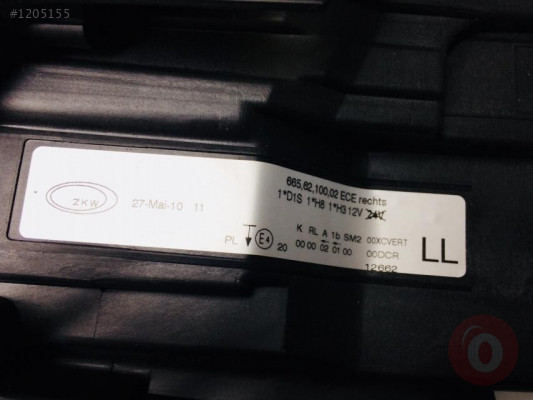 #1205155
ZKW
27-Mai-10 11
665,62,100,02 ECE rechts
1*D1S 1*H8 1*H3 12V 24V
PL E4 20
K RL A 1b SM2 00XCVERT
00 00 02 01 00 00DCR
12662
LL